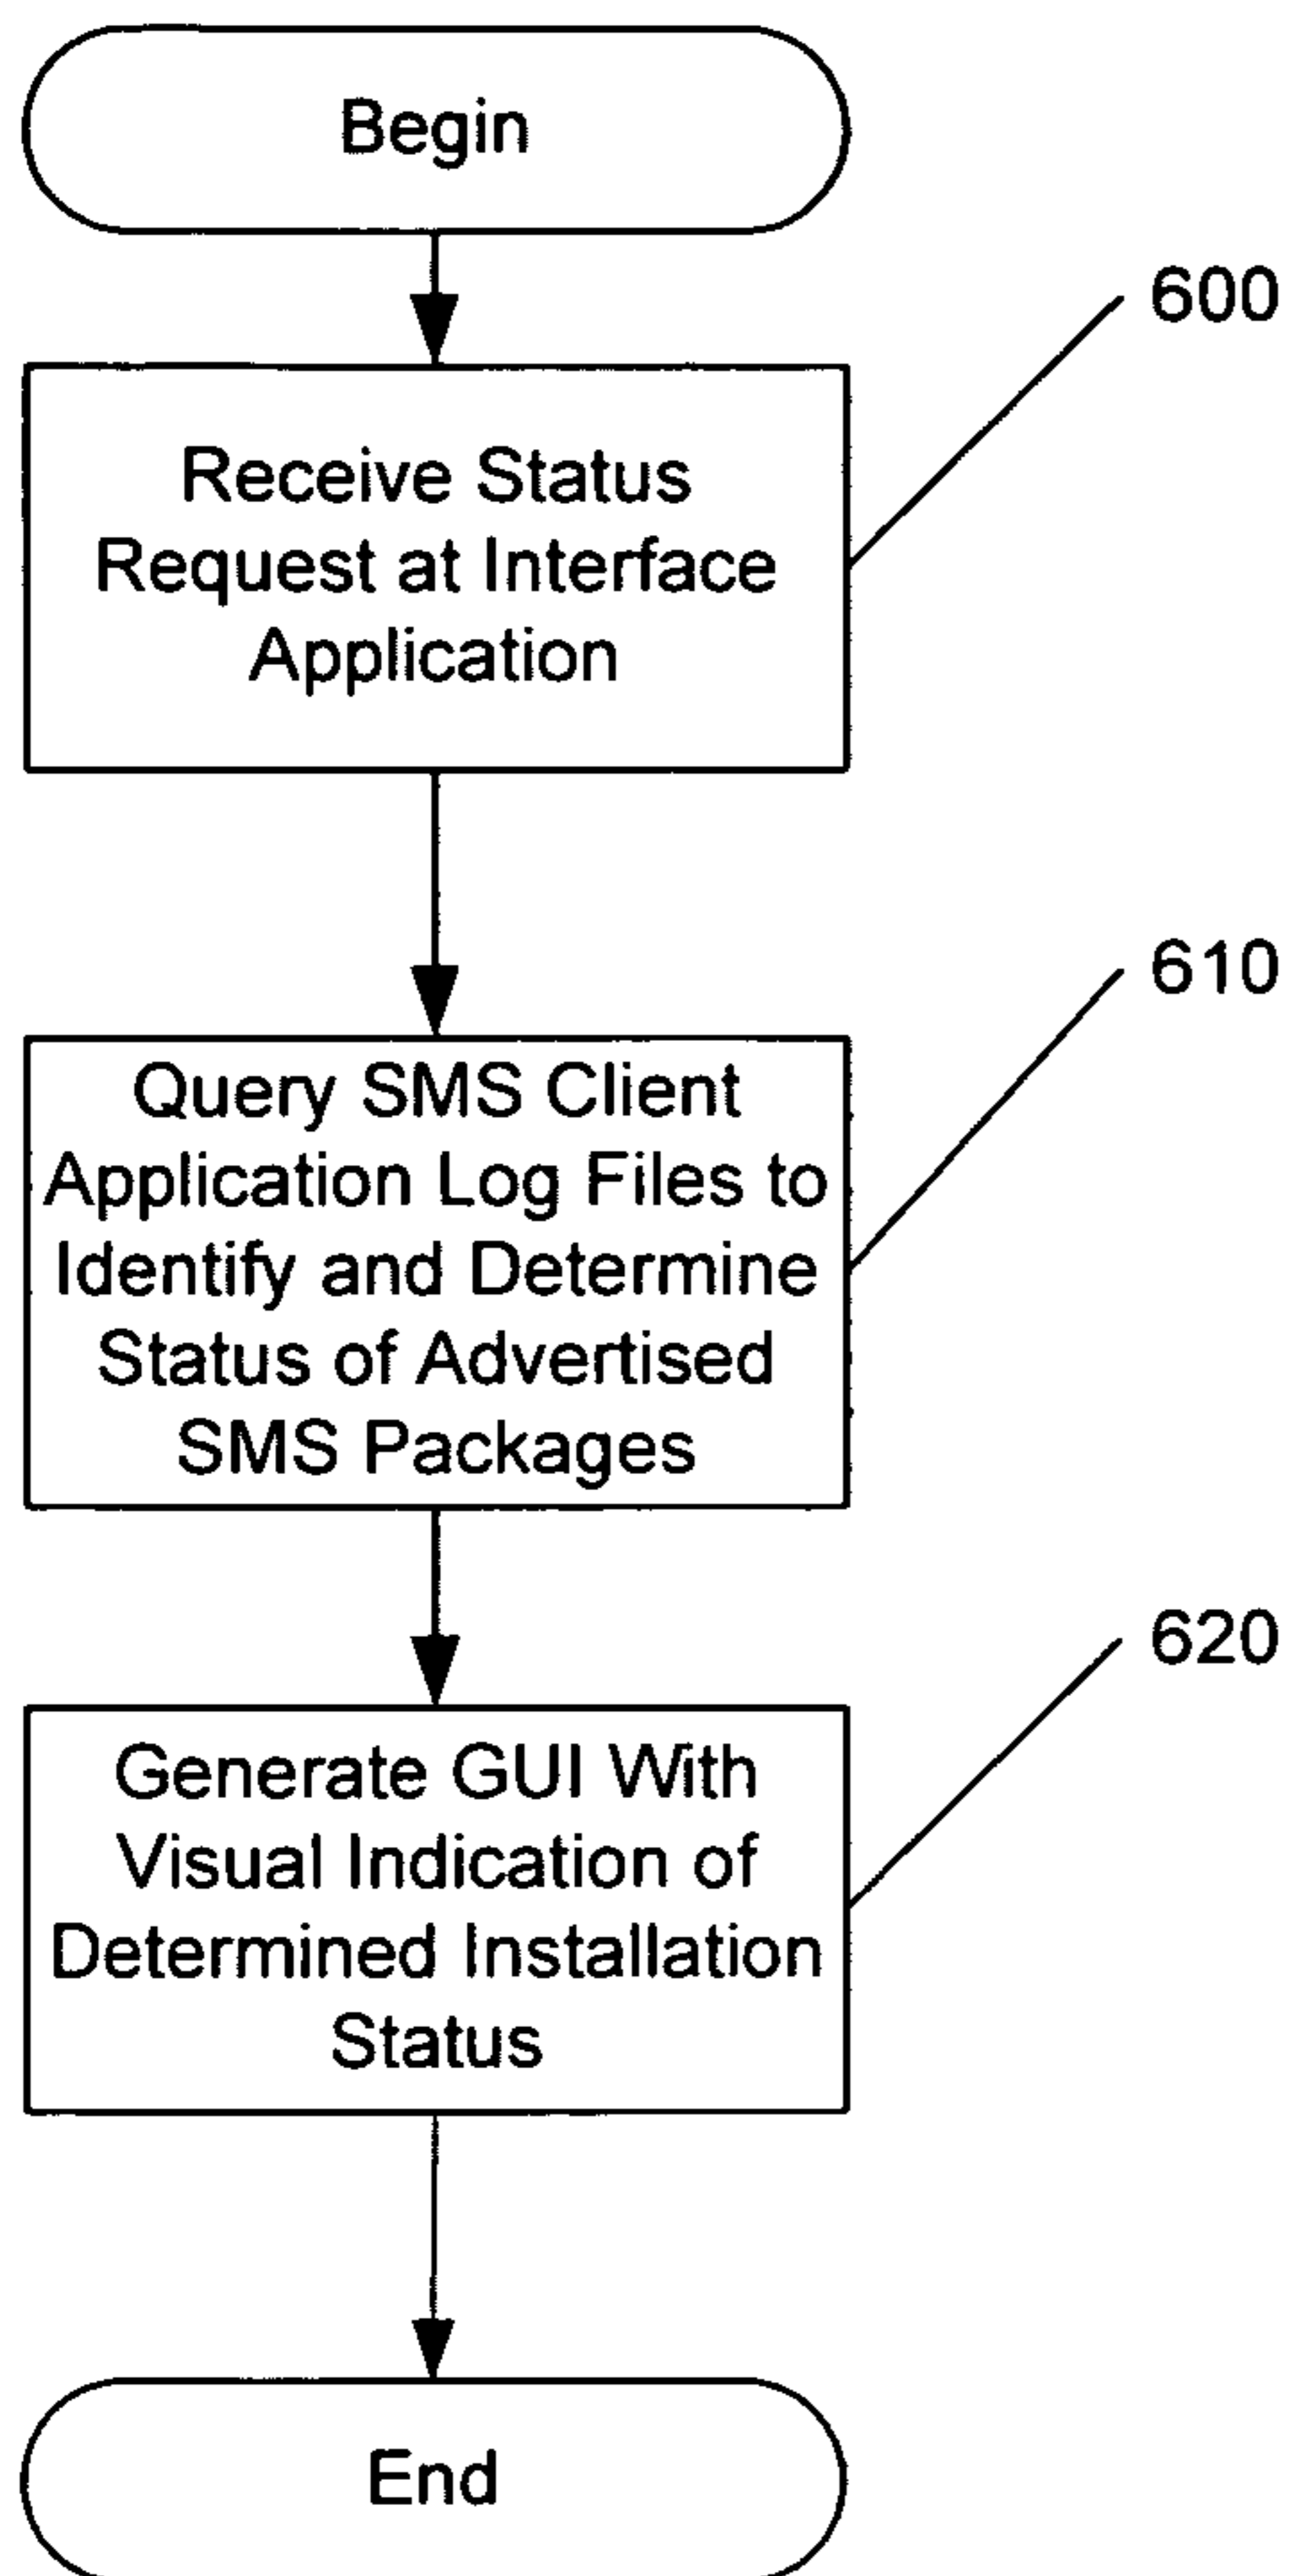 Begin
600
Receive Status
Request at Interface
Application
610
Query SMS Client
Application Log Files to
Identify and Determine
Status of Advertised
SMS Packages
620
Generate GUI With
Visual Indication of
Determined Installation
Status
End